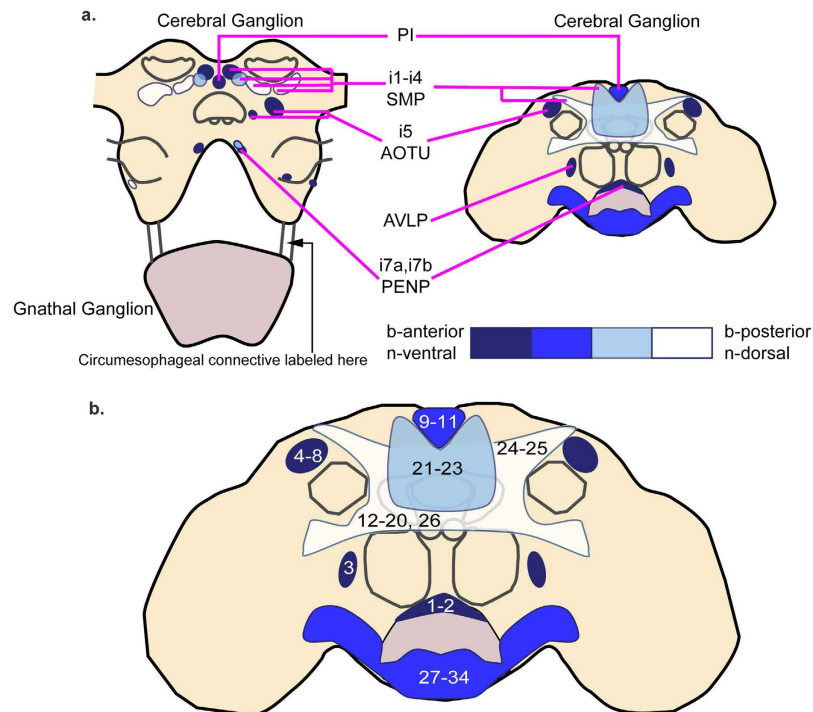 a.
Cerebral Ganglion
Cerebral Ganglion
PI
i1-i4
SMP
i5
AOTU
AVLP
i7a,i7b
PENP
Gnathal Ganglion
Circumesophageal connective labeled here
b-anterior
n-ventral
b-posterior
n-dorsal
b.
9-11
4-8
24-25
21-23
12-20, 26
3
1-2
27-34